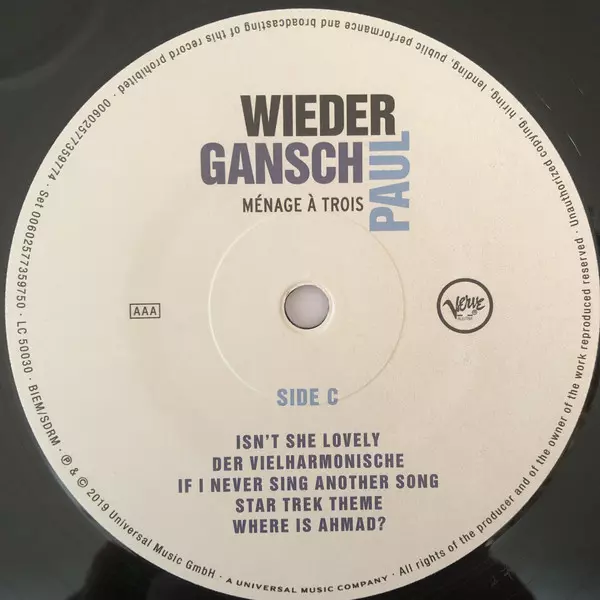 WIEDER
GANSCH
PAUL
MÉNAGE À TROIS
AAA
Verve
SIDE C
ISN'T SHE LOVELY
DER VIELHARMONISCHE
IF I NEVER SING ANOTHER SONG
STAR TREK THEME
WHERE IS AHMAD?
℗ & © 2019 Universal Music GmbH · A UNIVERSAL MUSIC COMPANY · All rights of the producer and of the owner of the work reproduced reserved · Unauthorized copying, hiring, lending, public performance and broadcasting of this record prohibited · 00602577359774 · Set 00602577359750 · LC 50030 · BIEM/SDRM ·